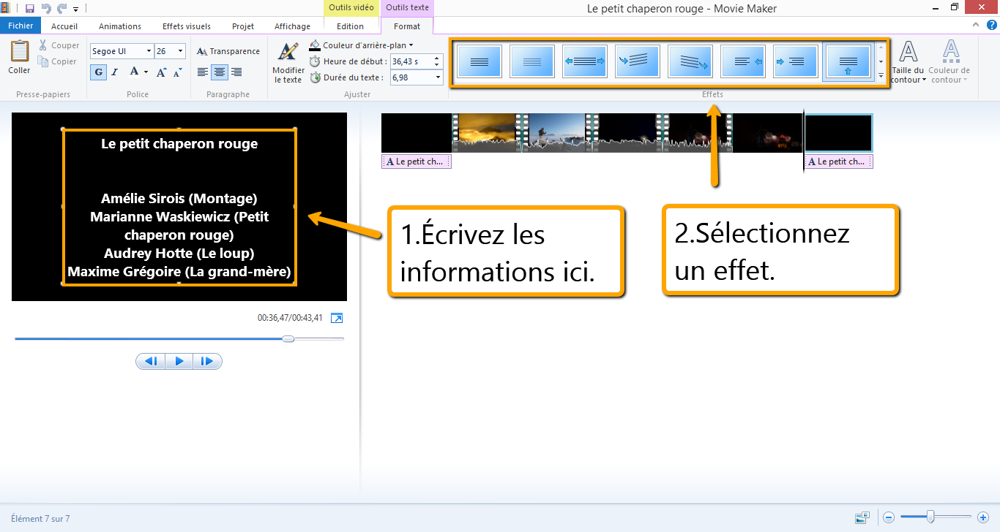 Outils vidéo Outils texte
Le petit chaperon rouge - Movie Maker
Fichier Accueil Animations Effets visuels Projet Affichage Edition Format
Coller
Couper
Copier
Presse-papiers
Segoe UI 26
G I A A A
Police
AA Transparence
Paragraphe
Modifier
le texte
Couleur d'arrière-plan
Heure de début : 36,43 s
Durée du texte : 6,98
Ajuster
Effets
Taille du
contour
Couleur de
contour
Le petit chaperon rouge
Amélie Sirois (Montage)
Marianne Waskiewicz (Petit
chaperon rouge)
Audrey Hotte (Le loup)
Maxime Grégoire (La grand-mère)
00:36,47/00:43,41
A Le petit ch...
A Le petit ch...
1.Écrivez les
informations ici.
2.Sélectionnez
un effet.
Élément 7 sur 7